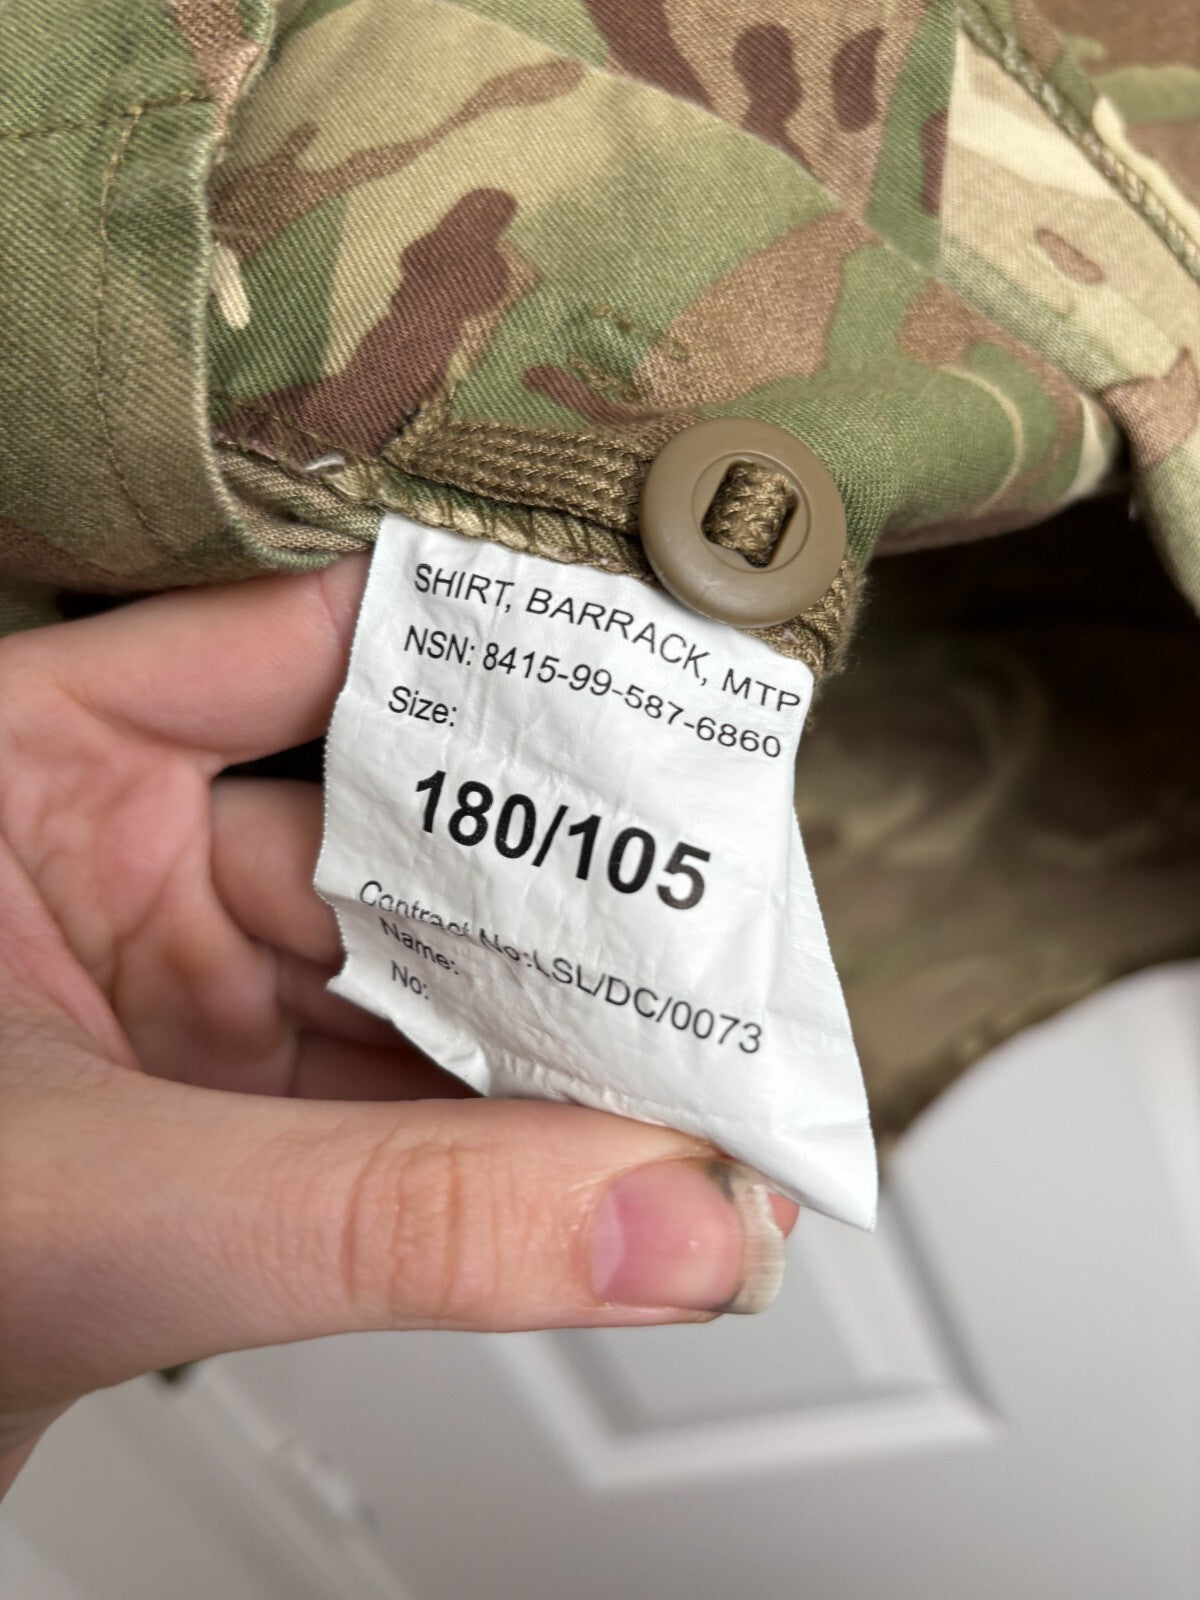 SHIRT, BARRACK, MTP
NSN: 8415-99-587-6860
Size:
180/105
Contract No:LSL/DC/0073
Name:
No: